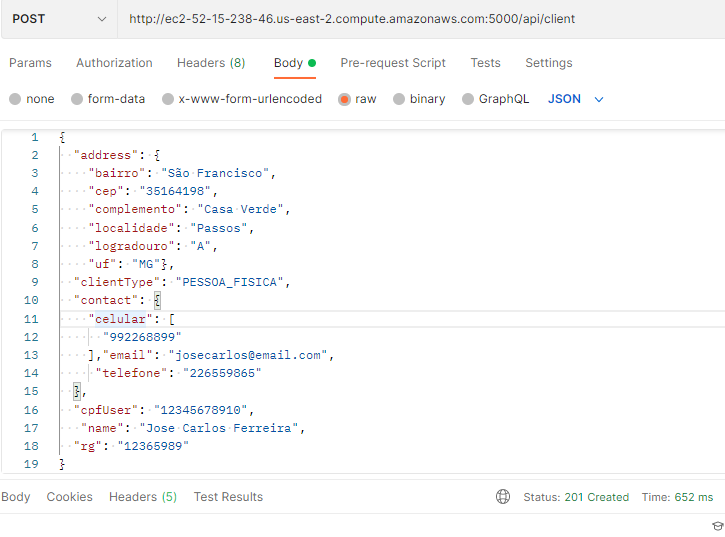 POST http://ec2-52-15-238-46.us-east-2.compute.amazonaws.com:5000/api/client
Params Authorization Headers (8) Body Pre-request Script Tests Settings
none form-data x-www-form-urlencoded raw binary GraphQL JSON
1 {
2 "address": {
3 "bairro": "São Francisco",
4 "cep": "35164198",
5 "complemento": "Casa Verde",
6 "localidade": "Passos",
7 "logradouro": "A",
8 "uf": "MG"},
9 "clientType": "PESSOA_FISICA",
10 "contact": {
11 "celular": [
12 "992268899"
13 ],"email": "josecarlos@email.com",
14 "telefone": "226559865"
15 },
16 "cpfUser": "12345678910",
17 "name": "Jose Carlos Ferreira",
18 "rg": "12365989"
19 }
Body Cookies Headers (5) Test Results Status: 201 Created Time: 652 ms